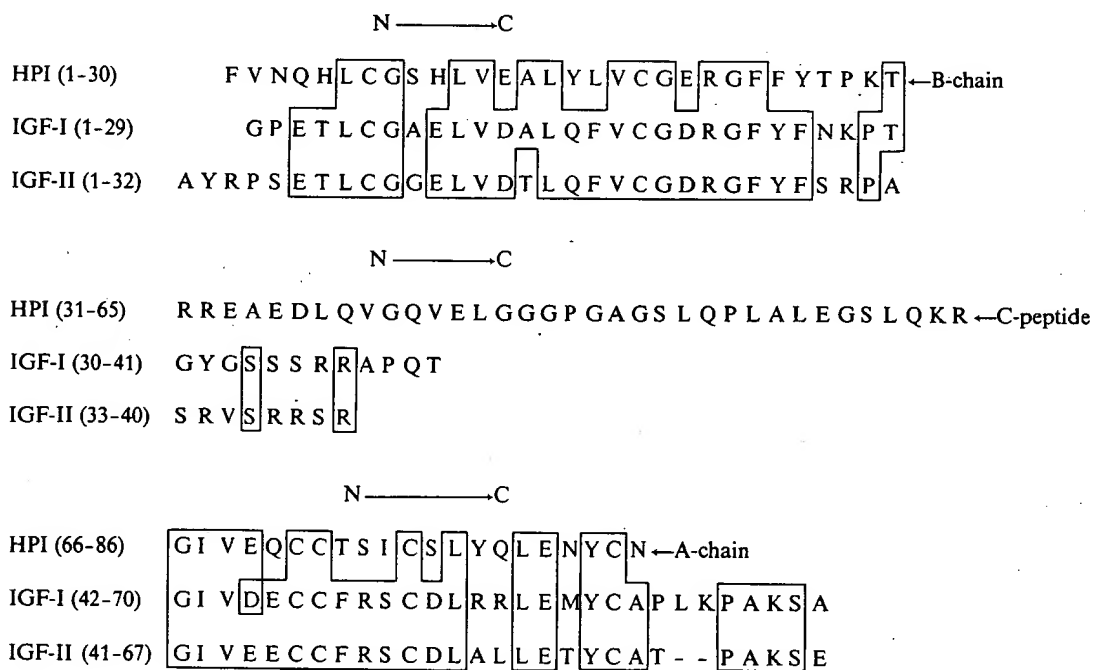 N → C
HPI (1-30) F V N Q H L C G S H L V E A L Y L V C G E R G F F Y T P K T ←B-chain
IGF-I (1-29) G P E T L C G A E L V D A L Q F V C G D R G F Y F N K P T
IGF-II (1-32) A Y R P S E T L C G G E L V D T L Q F V C G D R G F Y F S R P A
N → C
HPI (31-65) R R E A E D L Q V G Q V E L G G G P G A G S L Q P L A L E G S L Q K R ←C-peptide
IGF-I (30-41) G Y G S S S R R A P Q T
IGF-II (33-40) S R V S R R S R
N → C
HPI (66-86) G I V E Q C C T S I C S L Y Q L E N Y C N ←A-chain
IGF-I (42-70) G I V D E C C F R S C D L R R L E M Y C A P L K P A K S A
IGF-II (41-67) G I V E E C C F R S C D L A L L E T Y C A T - - P A K S E